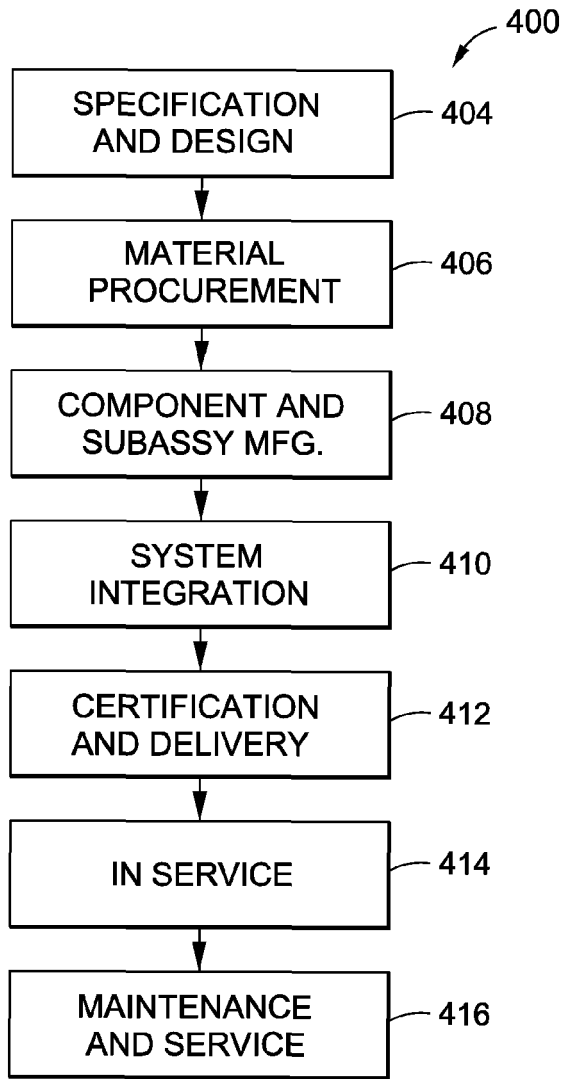 400
SPECIFICATION
AND DESIGN
404
MATERIAL
PROCUREMENT
406
COMPONENT AND
SUBASSY MFG.
408
SYSTEM
INTEGRATION
410
CERTIFICATION
AND DELIVERY
412
IN SERVICE
414
MAINTENANCE
AND SERVICE
416